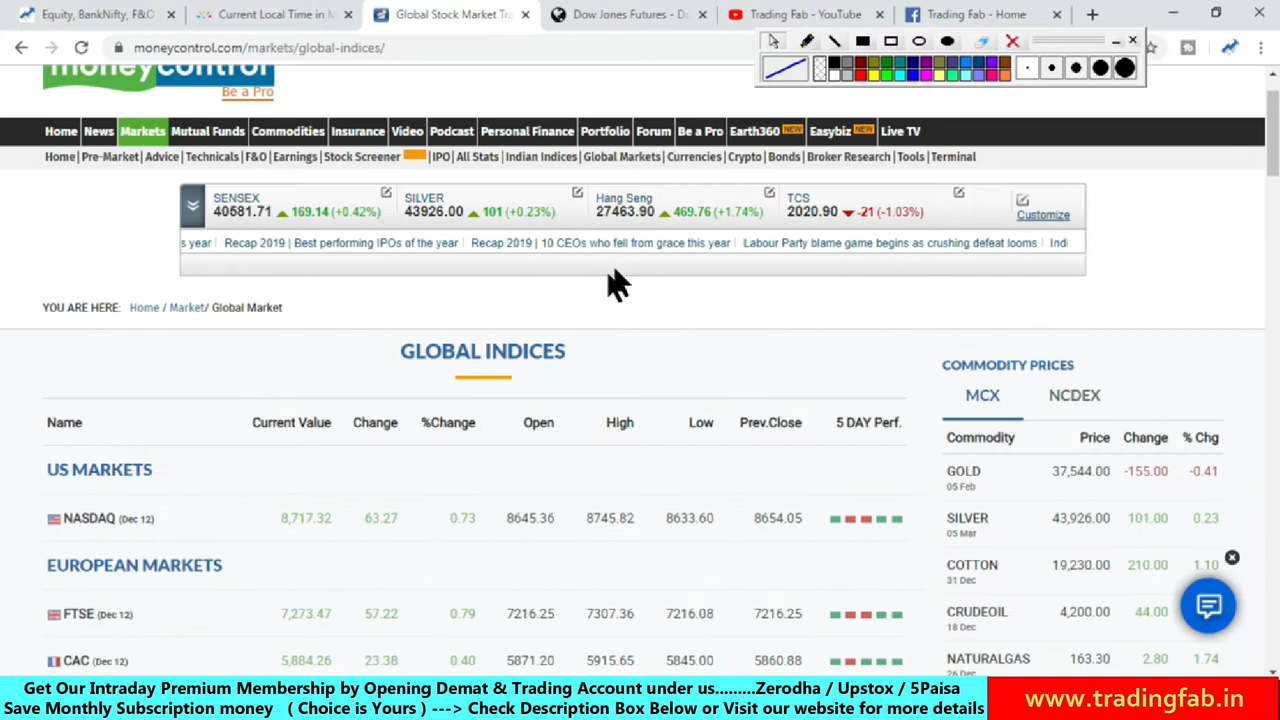 Equity, BankNifty, F&O
Current Local Time in
Global Stock Market Tra
Dow Jones Futures - D
Trading Fab - YouTube
Trading Fab - Home
moneycontrol.com/markets/global-indices/
moneycontrol
Be a Pro
Home News Markets Mutual Funds Commodities Insurance Video Podcast Personal Finance Portfolio Forum Be a Pro Earth360 NEW Easybiz NEW Live TV
Home| Pre-Market| Advice | Technicals| F&O | Earnings| Stock Screener |IPO| All Stats | Indian Indices| Global Markets | Currencies| Crypto| Bonds| Broker Research| Tools| Terminal
SENSEX
40581.71 169.14 (+0.42%)
SILVER
43926.00 101 (+0.23%)
Hang Seng
27463.90 469.76 (+1.74%)
TCS
2020.90 -21 (-1.03%)
Customize
s year | Recap 2019 | Best performing IPOs of the year | Recap 2019 | 10 CEOs who fell from grace this year | Labour Party blame game begins as crushing defeat looms | Indi
YOU ARE HERE: Home / Market/ Global Market
GLOBAL INDICES
Name Current Value Change %Change Open High Low Prev.Close 5 DAY Perf.
US MARKETS
NASDAQ (Dec 12) 8,717.32 63.27 0.73 8645.36 8745.82 8633.60 8654.05
EUROPEAN MARKETS
FTSE (Dec 12) 7,273.47 57.22 0.79 7216.25 7307.36 7216.08 7216.25
CAC (Dec 12) 5,884.26 23.38 0.40 5871.20 5915.65 5845.00 5860.88
COMMODITY PRICES
MCX NCDEX
Commodity Price Change % Chg
GOLD 37,544.00 -155.00 -0.41
05 Feb
SILVER 43,926.00 101.00 0.23
05 Mar
COTTON 19,230.00 210.00 1.10
31 Dec
CRUDEOIL 4,200.00 44.00
18 Dec
NATURALGAS 163.30 2.80 1.74
26 Dec
Get Our Intraday Premium Membership by Opening Demat & Trading Account under us.........Zerodha / Upstox / 5Paisa
Save Monthly Subscription money ( Choice is Yours ) ---> Check Description Box Below or Visit our website for more details
www.tradingfab.in